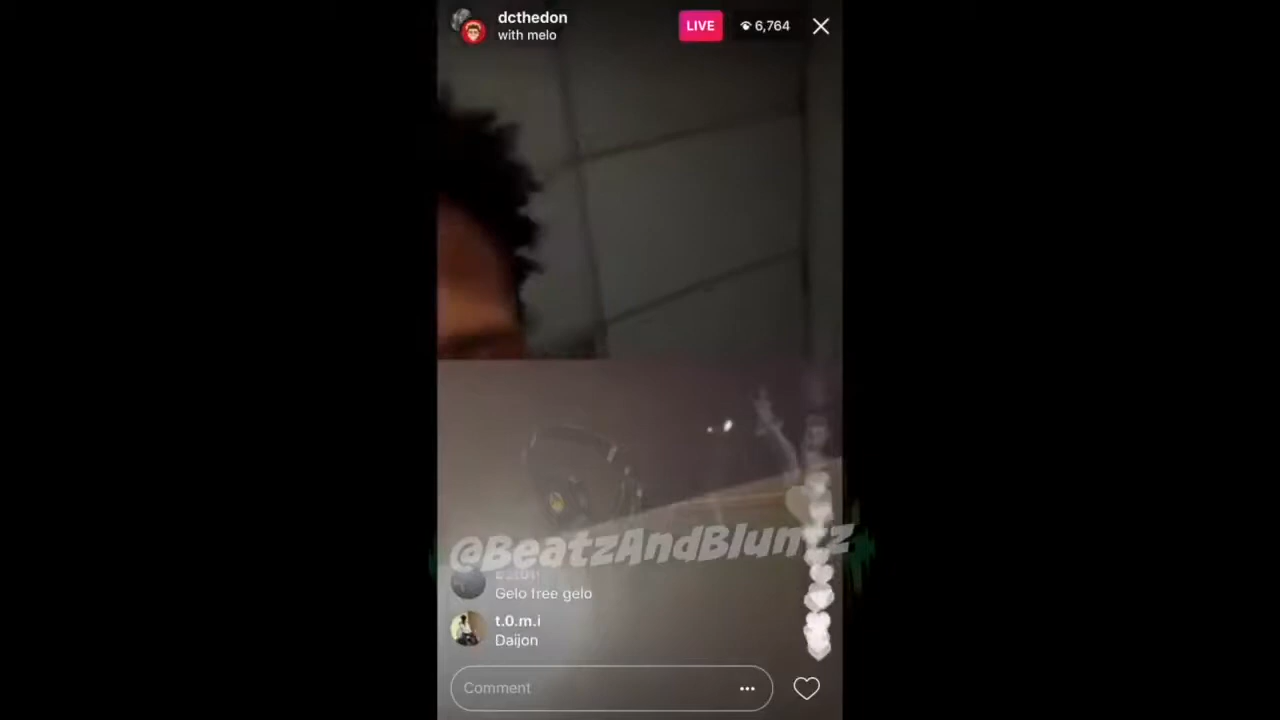 dcthedon
with melo
LIVE
6,764
@BeatzAndBluntz
Gelo free gelo
t.0.m.i
Daijon
Comment